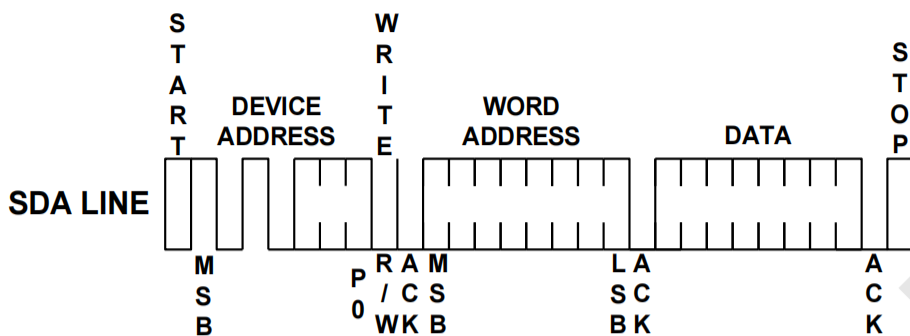 START
WRITE
STOP
DEVICE
ADDRESS
WORD
ADDRESS
DATA
SDA LINE
MSB
P0
R/W
ACK
MSB
LSB
ACK
ACK